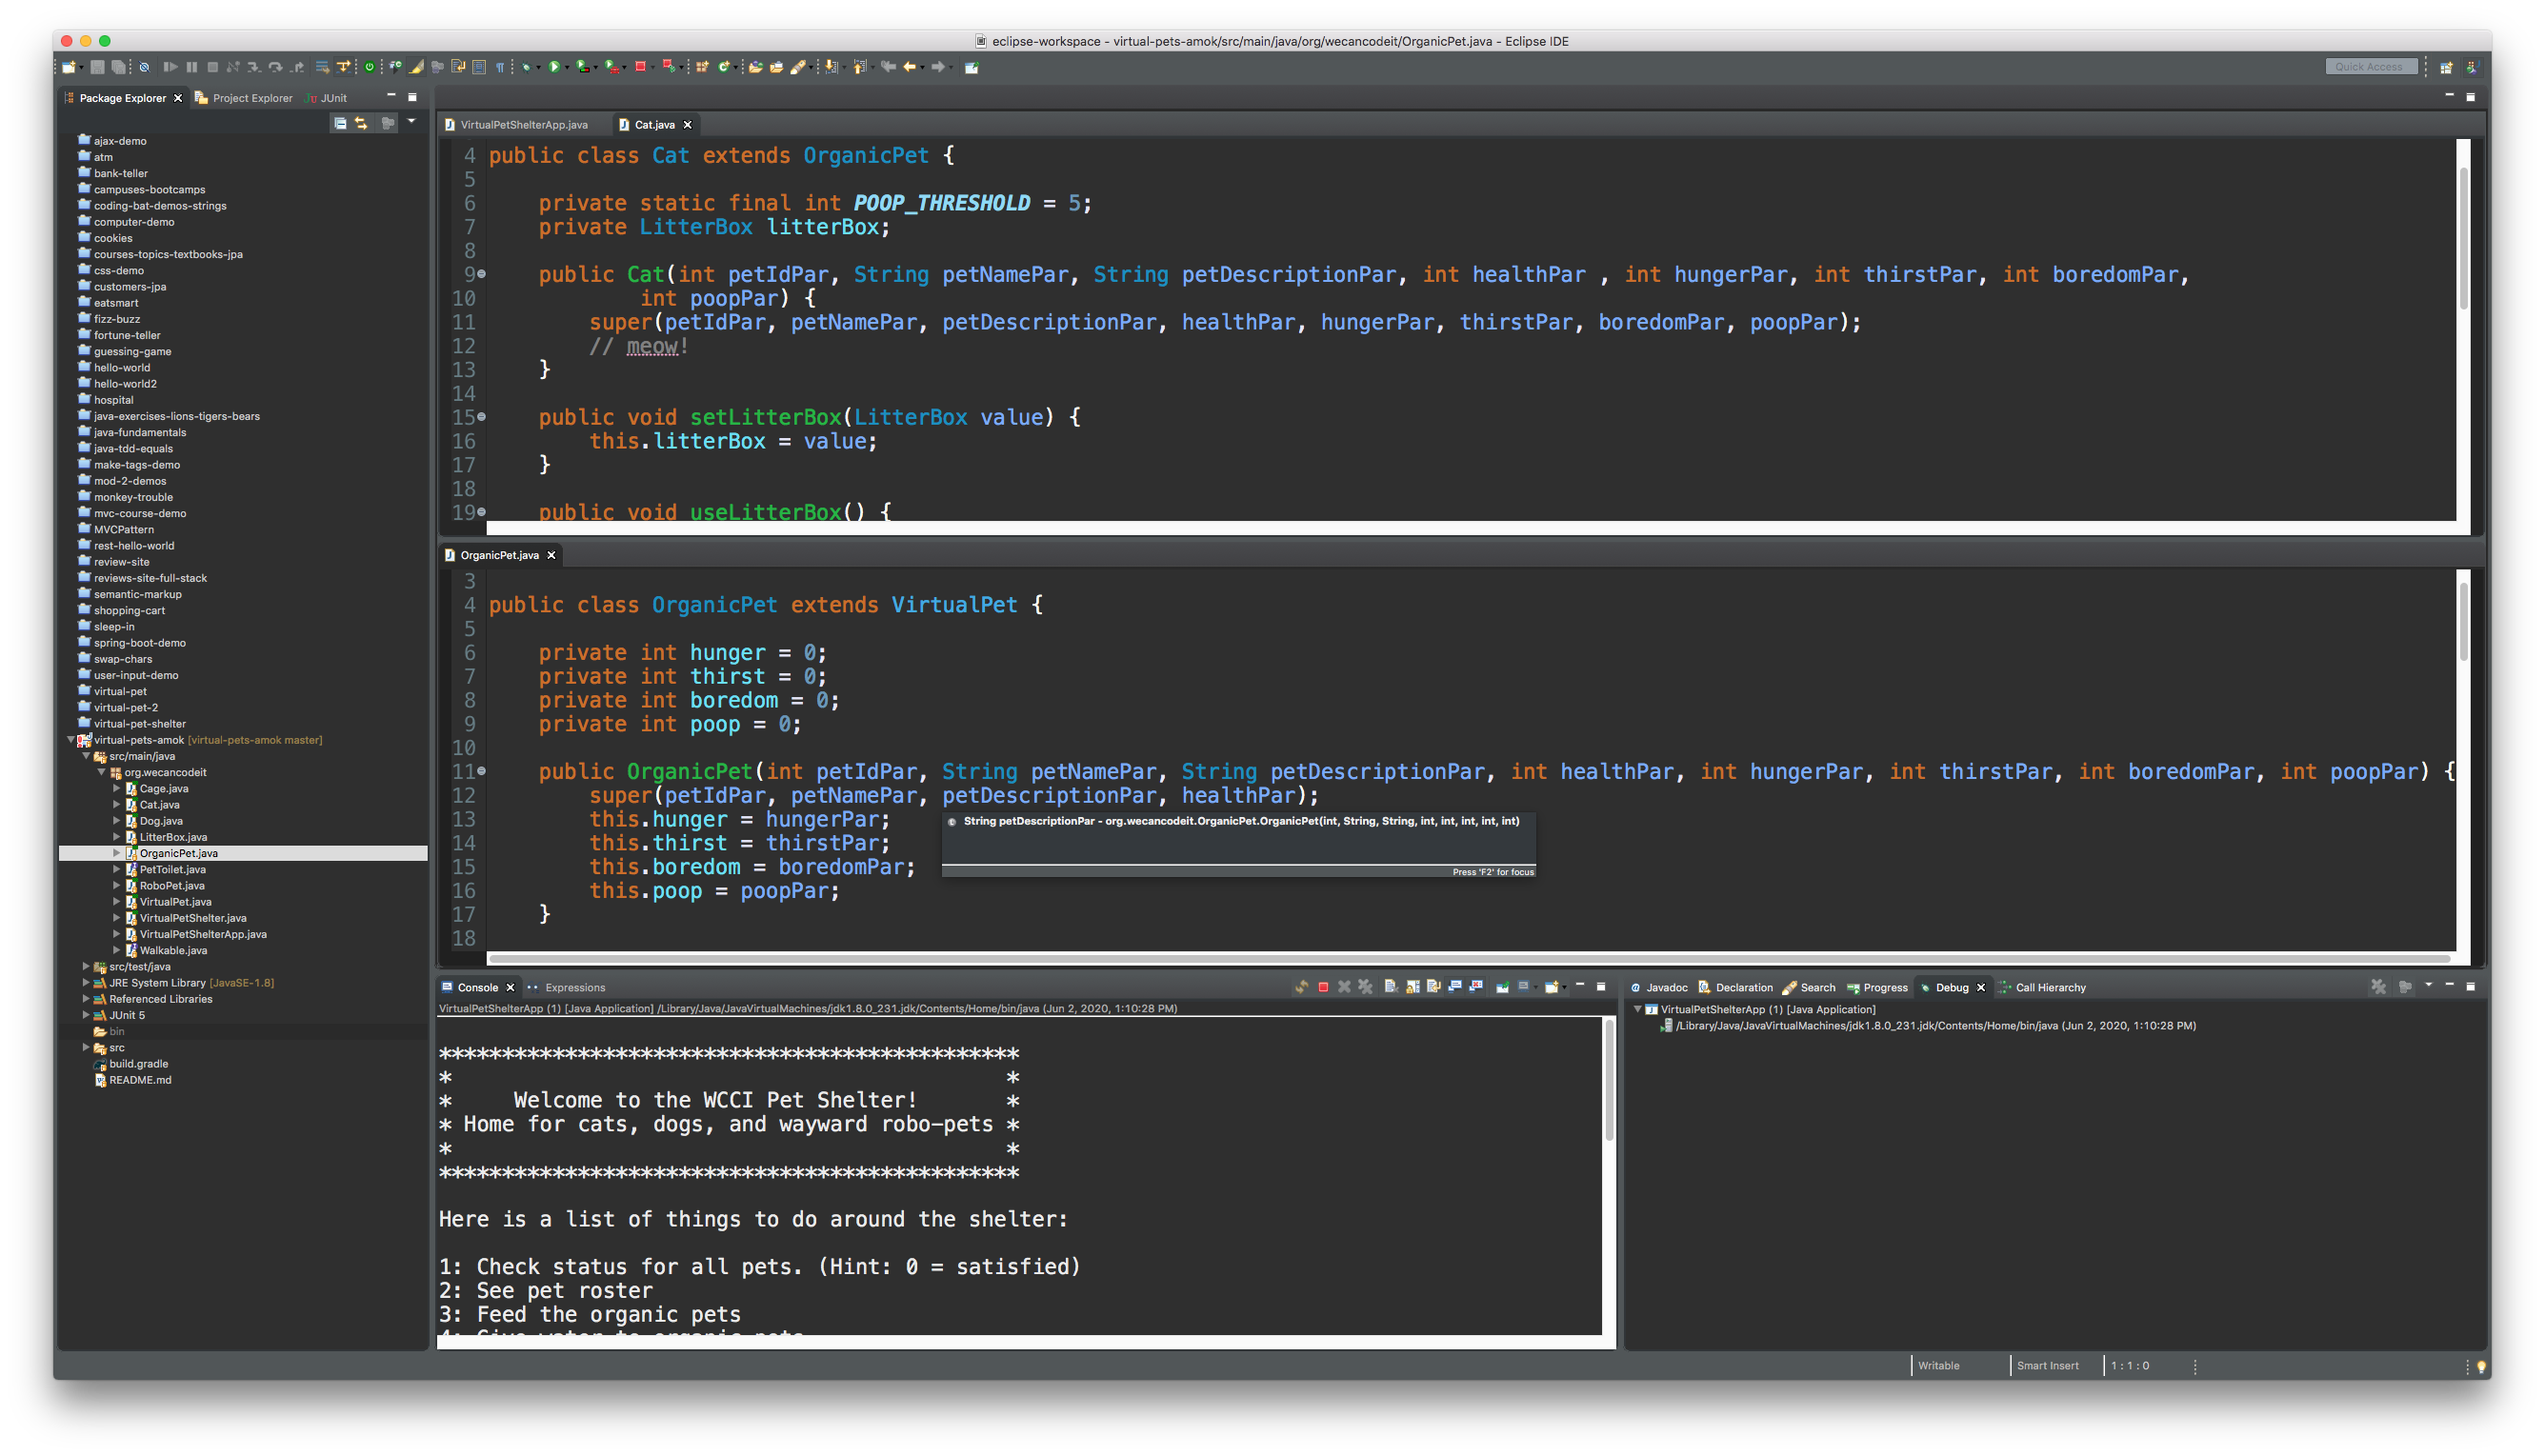 eclipse-workspace - virtual-pets-amok/src/main/java/org/wecancodeit/OrganicPet.java - Eclipse IDE
Quick Access
Package Explorer
Project Explorer
JUnit
ajax-demo
atm
bank-teller
campuses-bootcamps
coding-bat-demos-strings
computer-demo
cookies
courses-topics-textbooks-jpa
css-demo
customers-jpa
eatsmart
fizz-buzz
fortune-teller
guessing-game
hello-world
hello-world2
hospital
java-exercises-lions-tigers-bears
java-fundamentals
java-tdd-equals
make-tags-demo
mod-2-demos
monkey-trouble
mvc-course-demo
MVCPattern
rest-hello-world
review-site
reviews-site-full-stack
semantic-markup
shopping-cart
sleep-in
spring-boot-demo
swap-chars
user-input-demo
virtual-pet
virtual-pet-2
virtual-pet-shelter
virtual-pets-amok [virtual-pets-amok master]
src/main/java
org.wecancodeit
Cage.java
Cat.java
Dog.java
LitterBox.java
OrganicPet.java
PetToilet.java
RoboPet.java
VirtualPet.java
VirtualPetShelter.java
VirtualPetShelterApp.java
Walkable.java
src/test/java
JRE System Library [JavaSE-1.8]
Referenced Libraries
JUnit 5
bin
src
build.gradle
README.md
VirtualPetShelterApp.java
Cat.java
4 public class Cat extends OrganicPet {
5
6 private static final int POOP_THRESHOLD = 5;
7 private LitterBox litterBox;
8
9 public Cat(int petIdPar, String petNamePar, String petDescriptionPar, int healthPar , int hungerPar, int thirstPar, int boredomPar,
10 int poopPar) {
11 super(petIdPar, petNamePar, petDescriptionPar, healthPar, hungerPar, thirstPar, boredomPar, poopPar);
12 // meow!
13 }
14
15 public void setLitterBox(LitterBox value) {
16 this.litterBox = value;
17 }
18
19 public void useLitterBox() {
OrganicPet.java
3
4 public class OrganicPet extends VirtualPet {
5
6 private int hunger = 0;
7 private int thirst = 0;
8 private int boredom = 0;
9 private int poop = 0;
10
11 public OrganicPet(int petIdPar, String petNamePar, String petDescriptionPar, int healthPar, int hungerPar, int thirstPar, int boredomPar, int poopPar) {
12 super(petIdPar, petNamePar, petDescriptionPar, healthPar);
13 this.hunger = hungerPar;
14 this.thirst = thirstPar;
15 this.boredom = boredomPar;
16 this.poop = poopPar;
17 }
18
String petDescriptionPar - org.wecancodeit.OrganicPet.OrganicPet(int, String, String, int, int, int, int, int)
Press 'F2' for focus
Console
Expressions
VirtualPetShelterApp (1) [Java Application] /Library/Java/JavaVirtualMachines/jdk1.8.0_231.jdk/Contents/Home/bin/java (Jun 2, 2020, 1:10:28 PM)
**********************************************
* *
* Welcome to the WCCI Pet Shelter! *
* Home for cats, dogs, and wayward robo-pets *
* *
**********************************************
Here is a list of things to do around the shelter:
1: Check status for all pets. (Hint: 0 = satisfied)
2: See pet roster
3: Feed the organic pets
4: Give water to organic pets
Javadoc
Declaration
Search
Progress
Debug
Call Hierarchy
VirtualPetShelterApp (1) [Java Application]
/Library/Java/JavaVirtualMachines/jdk1.8.0_231.jdk/Contents/Home/bin/java (Jun 2, 2020, 1:10:28 PM)
Writable
Smart Insert
1 : 1 : 0